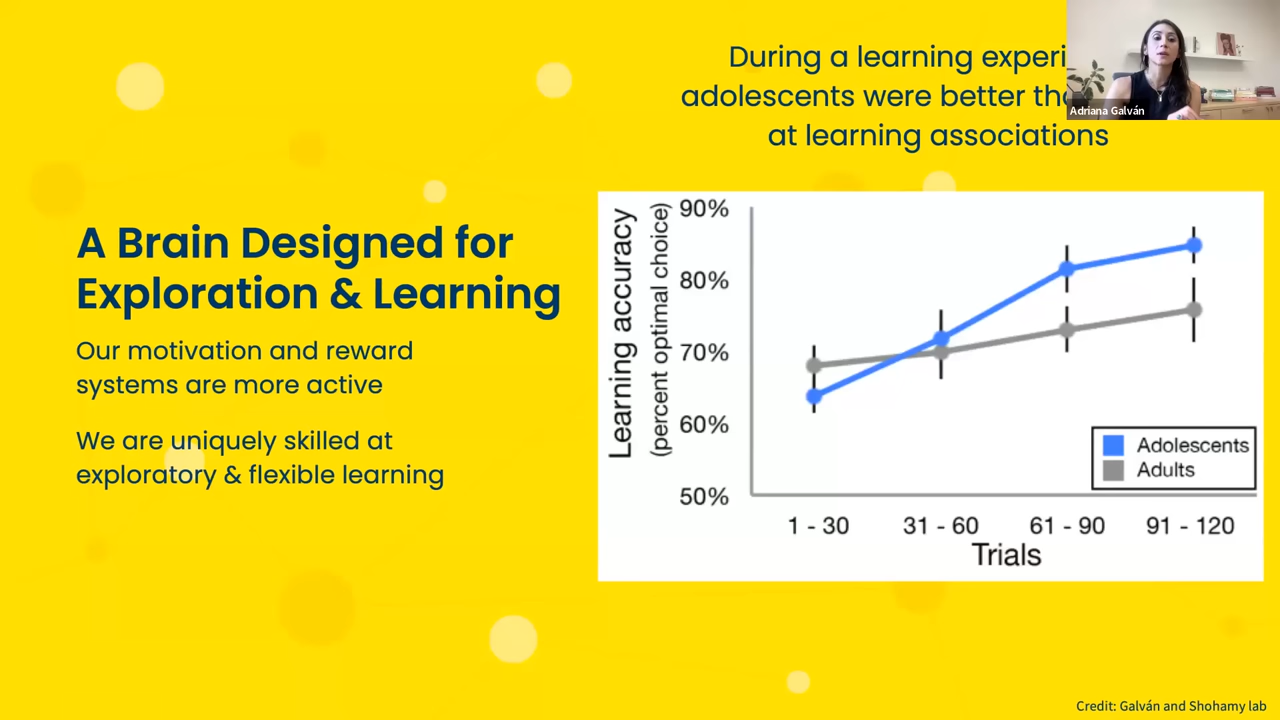 During a learning experi
adolescents were better th
at learning associations
Adriana Galván
A Brain Designed for
Exploration & Learning
Our motivation and reward
systems are more active
We are uniquely skilled at
exploratory & flexible learning
Learning accuracy
(percent optimal choice)
90%
80%
70%
60%
50%
Adolescents
Adults
1 - 30 31 - 60 61 - 90 91 - 120
Trials
Credit: Galván and Shohamy lab